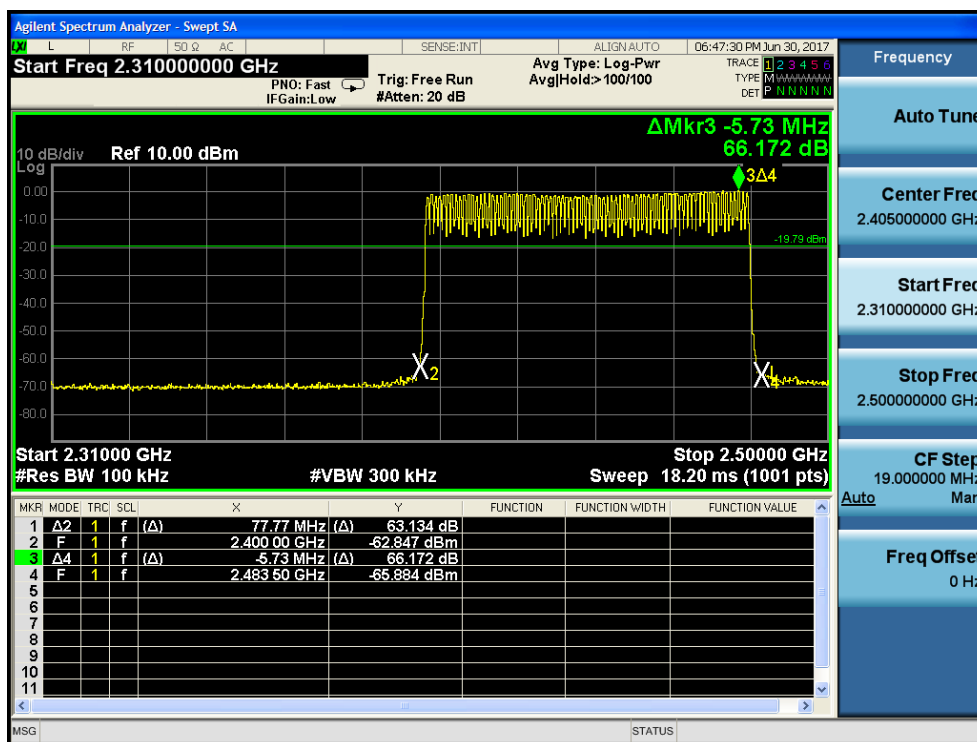 Agilent Spectrum Analyzer - Swept SA
LXI L RF 50 Ω AC SENSE:INT ALIGN AUTO 06:47:30 PM Jun 30, 2017
Start Freq 2.310000000 GHz
PNO: Fast
IFGain:Low
Trig: Free Run
#Atten: 20 dB
Avg Type: Log-Pwr
Avg|Hold:>100/100
TRACE 1 2 3 4 5 6
TYPE M
DET P N N N N N
ΔMkr3 -5.73 MHz
66.172 dB
10 dB/div Ref 10.00 dBm
Log
3Δ4
0.00
-10.0
-19.79 dBm
-20.0
-30.0
-40.0
-50.0
-60.0
2
4
-70.0
-80.0
Start 2.31000 GHz Stop 2.50000 GHz
#Res BW 100 kHz #VBW 300 kHz Sweep 18.20 ms (1001 pts)
MKR MODE TRC SCL X Y FUNCTION FUNCTION WIDTH FUNCTION VALUE
1 Δ2 1 f (Δ) 77.77 MHz (Δ) 63.134 dB
2 F 1 f 2.400 00 GHz -62.847 dBm
3 Δ4 1 f (Δ) -5.73 MHz (Δ) 66.172 dB
4 F 1 f 2.483 50 GHz -65.884 dBm
5
6
7
8
9
10
11
MSG STATUS
Frequency
Auto Tune
Center Freq
2.405000000 GHz
Start Freq
2.310000000 GHz
Stop Freq
2.500000000 GHz
CF Step
19.000000 MHz
Auto Man
Freq Offset
0 Hz